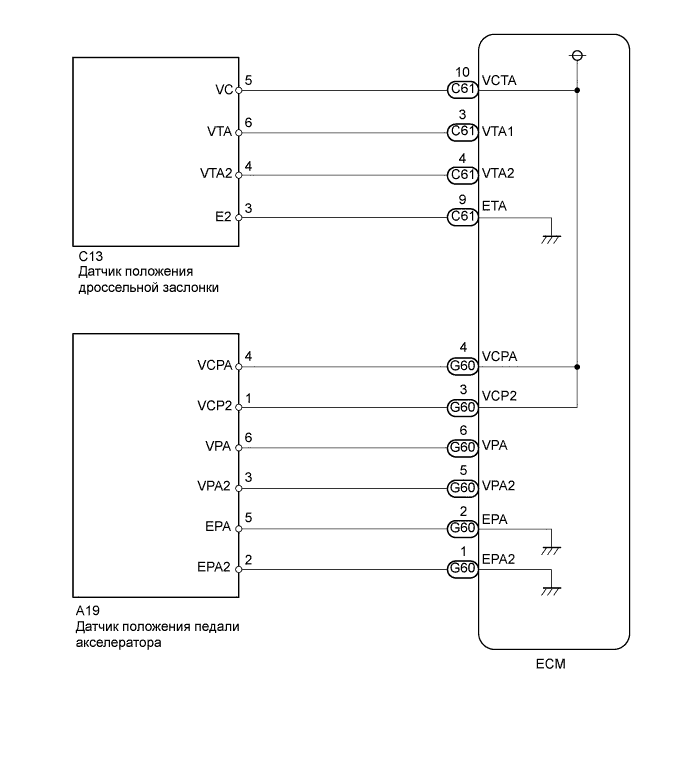 VC 5 10 C61 VCTA
VTA 6 3 C61 VTA1
VTA2 4 4 C61 VTA2
E2 3 9 C61 ETA
C13
Датчик положения
дроссельной заслонки
VCPA 4 4 G60 VCPA
VCP2 1 3 G60 VCP2
VPA 6 6 G60 VPA
VPA2 3 5 G60 VPA2
EPA 5 2 G60 EPA
EPA2 2 1 G60 EPA2
A19
Датчик положения педали
акселератора
ECM